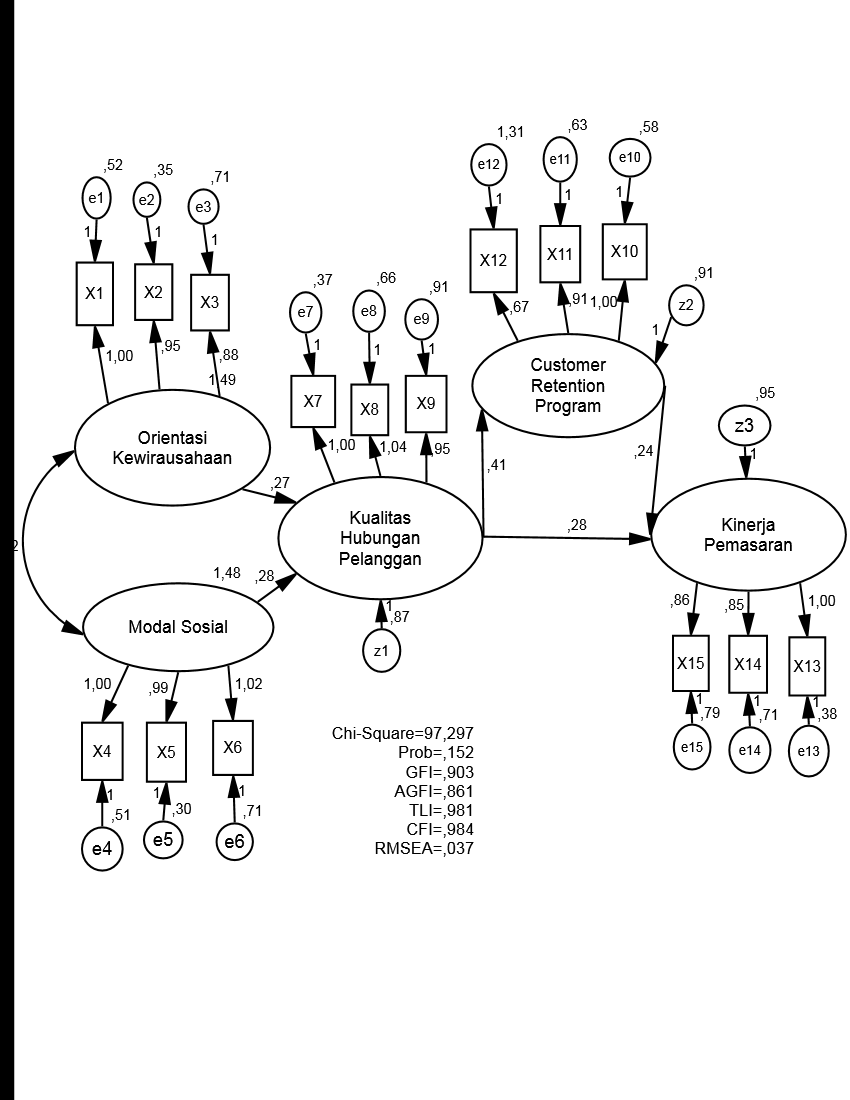 1,31
,63
,58
e12
e11
e10
1
1
1
X12
X11
X10
,67
,91
1,00
,91
z2
1
Customer
Retention
Program
,52
,35
,71
e1
e2
e3
1
1
1
X1
X2
X3
1,00
,95
,88
1,49
Orientasi
Kewirausahaan
,37
,66
,91
e7
e8
e9
1
1
1
X7
X8
X9
1,00
1,04
,95
,27
Kualitas
Hubungan
Pelanggan
,41
,24
,28
,95
z3
1
Kinerja
Pemasaran
2
1,48
,28
Modal Sosial
1
,87
z1
1,00
,99
1,02
X4
X5
X6
1
1
1
,51
,30
,71
e4
e5
e6
,86
,85
1,00
X15
X14
X13
1
1
1
,79
,71
,38
e15
e14
e13
Chi-Square=97,297
Prob=,152
GFI=,903
AGFI=,861
TLI=,981
CFI=,984
RMSEA=,037